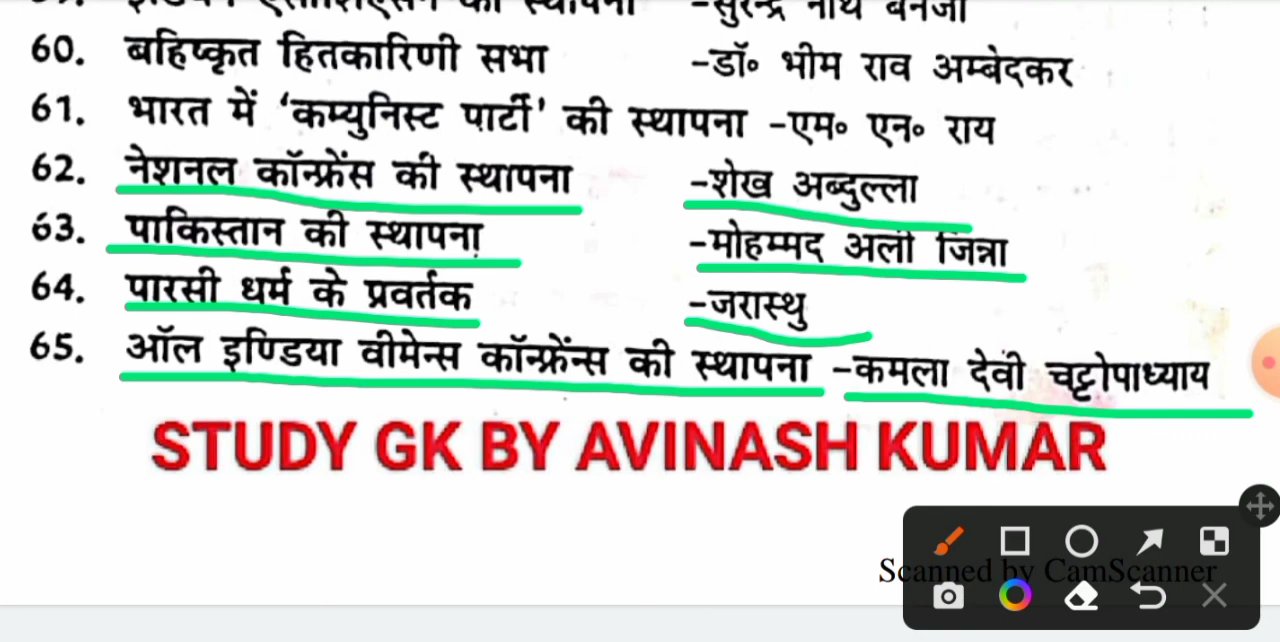 60. बहिष्कृत हितकारिणी सभा -डॉ॰ भीम राव अम्बेदकर
61. भारत में ‘कम्युनिस्ट पार्टी’ की स्थापना -एम॰ एन॰ राय
62. नेशनल कॉन्फ्रेंस की स्थापना -शेख अब्दुल्ला
63. पाकिस्तान की स्थापना -मोहम्मद अली जिन्ना
64. पारसी धर्म के प्रवर्तक -जरास्थु
65. ऑल इण्डिया वीमेन्स कॉन्फ्रेंन्स की स्थापना -कमला देवी चट्टोपाध्याय
STUDY GK BY AVINASH KUMAR
Scanned by CamScanner